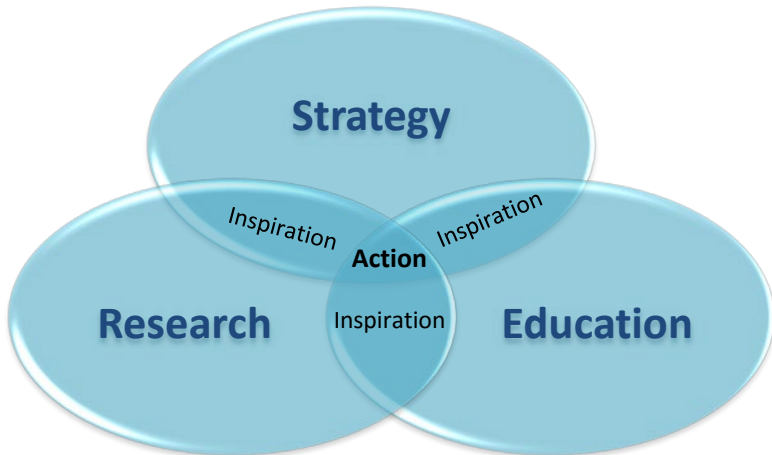 Strategy
Inspiration
Inspiration
Action
Research
Inspiration
Education